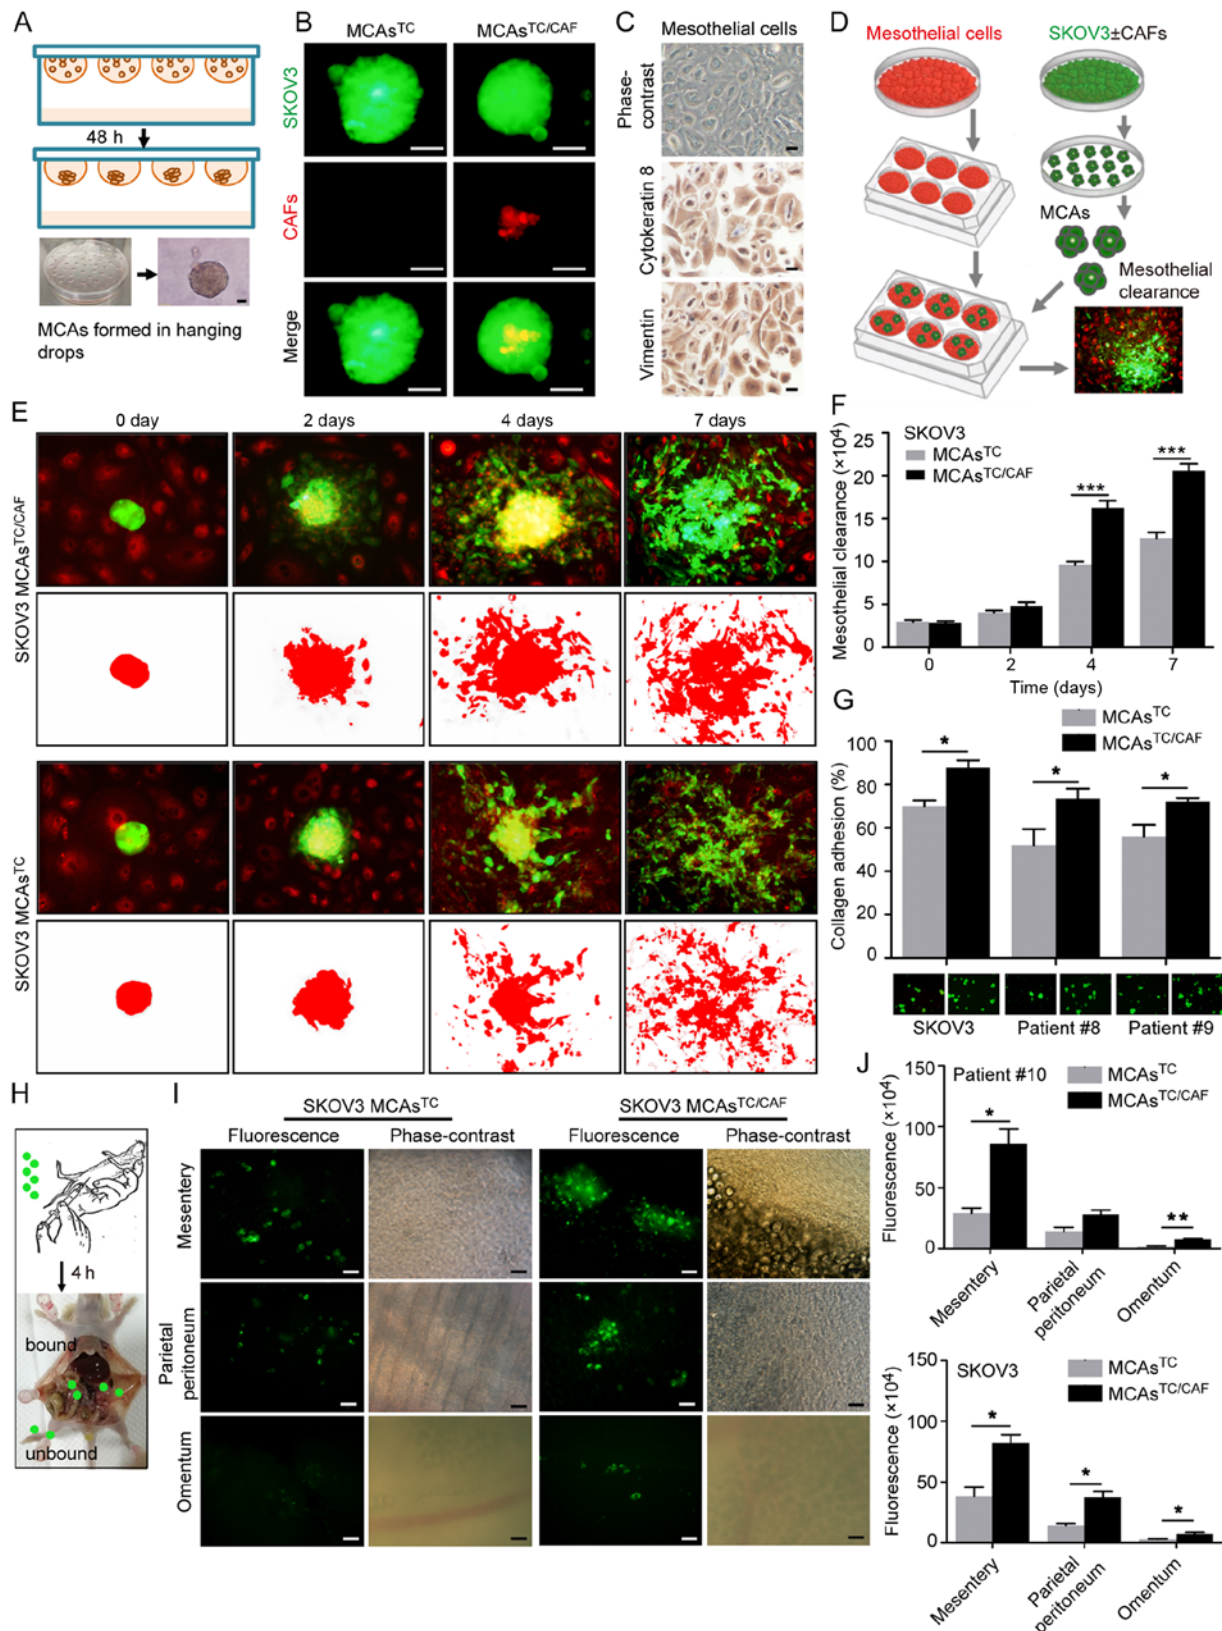 A
48 h
MCAs formed in hanging
drops
B
MCAsTC
MCAsTC/CAF
SKOV3
CAFs
Merge
C
Mesothelial cells
Phase-
contrast
Cytokeratin 8
Vimentin
D
Mesothelial cells
SKOV3±CAFs
MCAs
Mesothelial
clearance
E
0 day
2 days
4 days
7 days
SKOV3 MCAsTC/CAF
SKOV3 MCAsTC
F
SKOV3
MCAsTC
MCAsTC/CAF
Mesothelial clearance (×10⁴)
25
20
15
10
5
0
***
***
0
2
4
7
Time (days)
G
MCAsTC
MCAsTC/CAF
Collagen adhesion (%)
100
80
60
40
20
0
*
*
*
SKOV3
Patient #8
Patient #9
H
4 h
bound
unbound
I
SKOV3 MCAsTC
SKOV3 MCAsTC/CAF
Fluorescence
Phase-contrast
Fluorescence
Phase-contrast
Mesentery
Parietal
peritoneum
Omentum
J
Patient #10
MCAsTC
MCAsTC/CAF
Fluorescence (×10⁴)
150
100
50
0
*
**
Mesentery
Parietal
peritoneum
Omentum
SKOV3
MCAsTC
MCAsTC/CAF
Fluorescence (×10⁴)
150
100
50
0
*
*
*
Mesentery
Parietal
peritoneum
Omentum